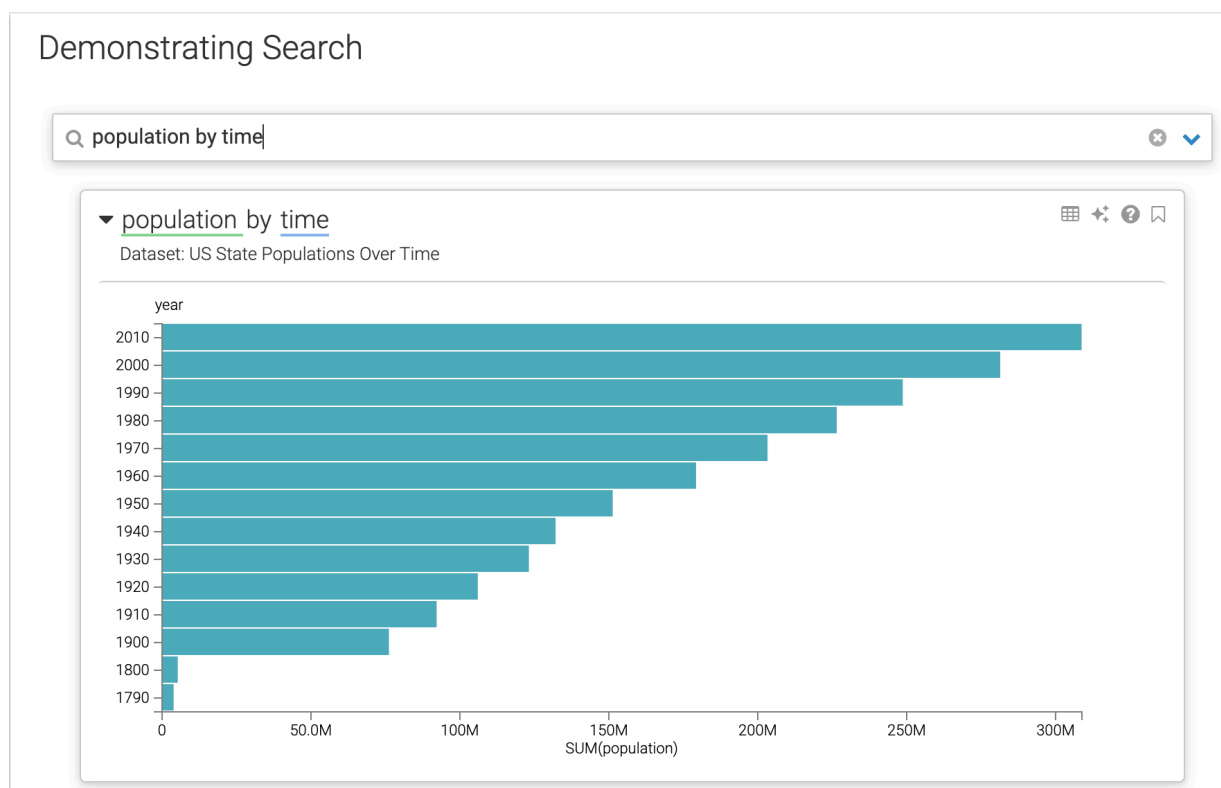 Demonstrating Search
population by time
population by time
Dataset: US State Populations Over Time
year
2010
2000
1990
1980
1970
1960
1950
1940
1930
1920
1910
1900
1800
1790
0 50.0M 100M 150M 200M 250M 300M
SUM(population)